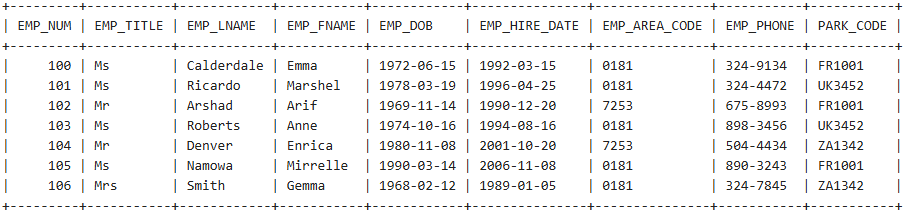 +---------+-----------+------------+-----------+------------+---------------+---------------+-----------+-----------+
| EMP_NUM | EMP_TITLE | EMP_LNAME | EMP_FNAME | EMP_DOB | EMP_HIRE_DATE | EMP_AREA_CODE | EMP_PHONE | PARK_CODE |
+---------+-----------+------------+-----------+------------+---------------+---------------+-----------+-----------+
| 100 | Ms | Calderdale | Emma | 1972-06-15 | 1992-03-15 | 0181 | 324-9134 | FR1001 |
| 101 | Ms | Ricardo | Marshel | 1978-03-19 | 1996-04-25 | 0181 | 324-4472 | UK3452 |
| 102 | Mr | Arshad | Arif | 1969-11-14 | 1990-12-20 | 7253 | 675-8993 | FR1001 |
| 103 | Ms | Roberts | Anne | 1974-10-16 | 1994-08-16 | 0181 | 898-3456 | UK3452 |
| 104 | Mr | Denver | Enrica | 1980-11-08 | 2001-10-20 | 7253 | 504-4434 | ZA1342 |
| 105 | Ms | Namowa | Mirrelle | 1990-03-14 | 2006-11-08 | 0181 | 890-3243 | FR1001 |
| 106 | Mrs | Smith | Gemma | 1968-02-12 | 1989-01-05 | 0181 | 324-7845 | ZA1342 |
+---------+-----------+------------+-----------+------------+---------------+---------------+-----------+-----------+